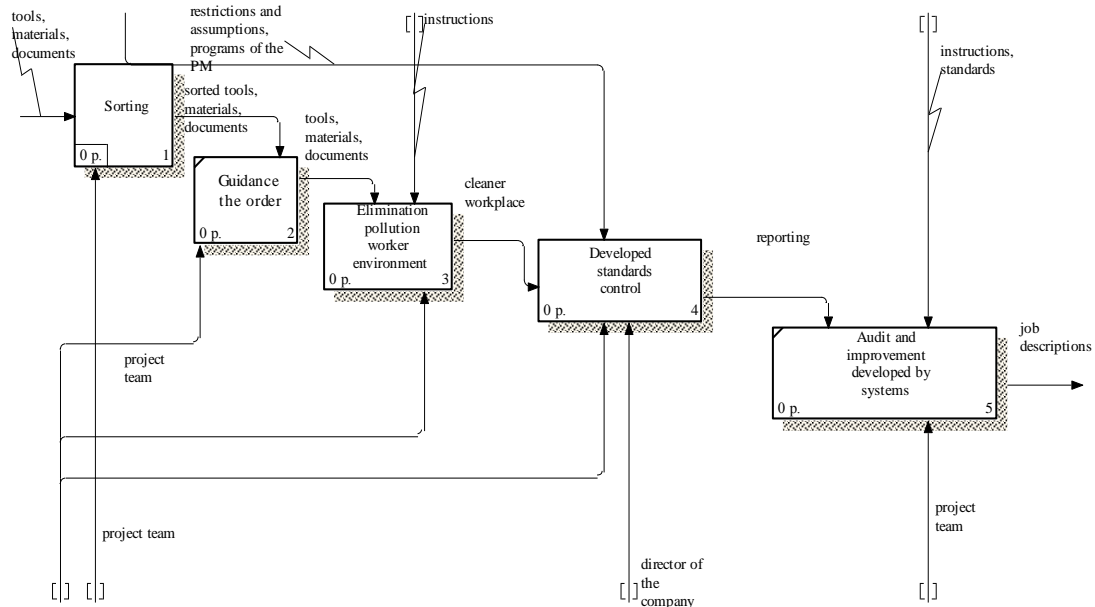 tools,
materials,
documents
restrictions and
assumptions,
programs of the
PM
instructions
instructions,
standards
Sorting
0 p.
1
sorted tools,
materials,
documents
tools,
materials,
documents
Guidance
the order
0 p.
2
cleaner
workplace
Elimination
pollution
worker
environment
0 p.
3
reporting
Developed
standards
control
0 p.
4
Audit and
improvement
developed by
systems
0 p.
5
job
descriptions
project
team
project team
director of
the
company
project
team